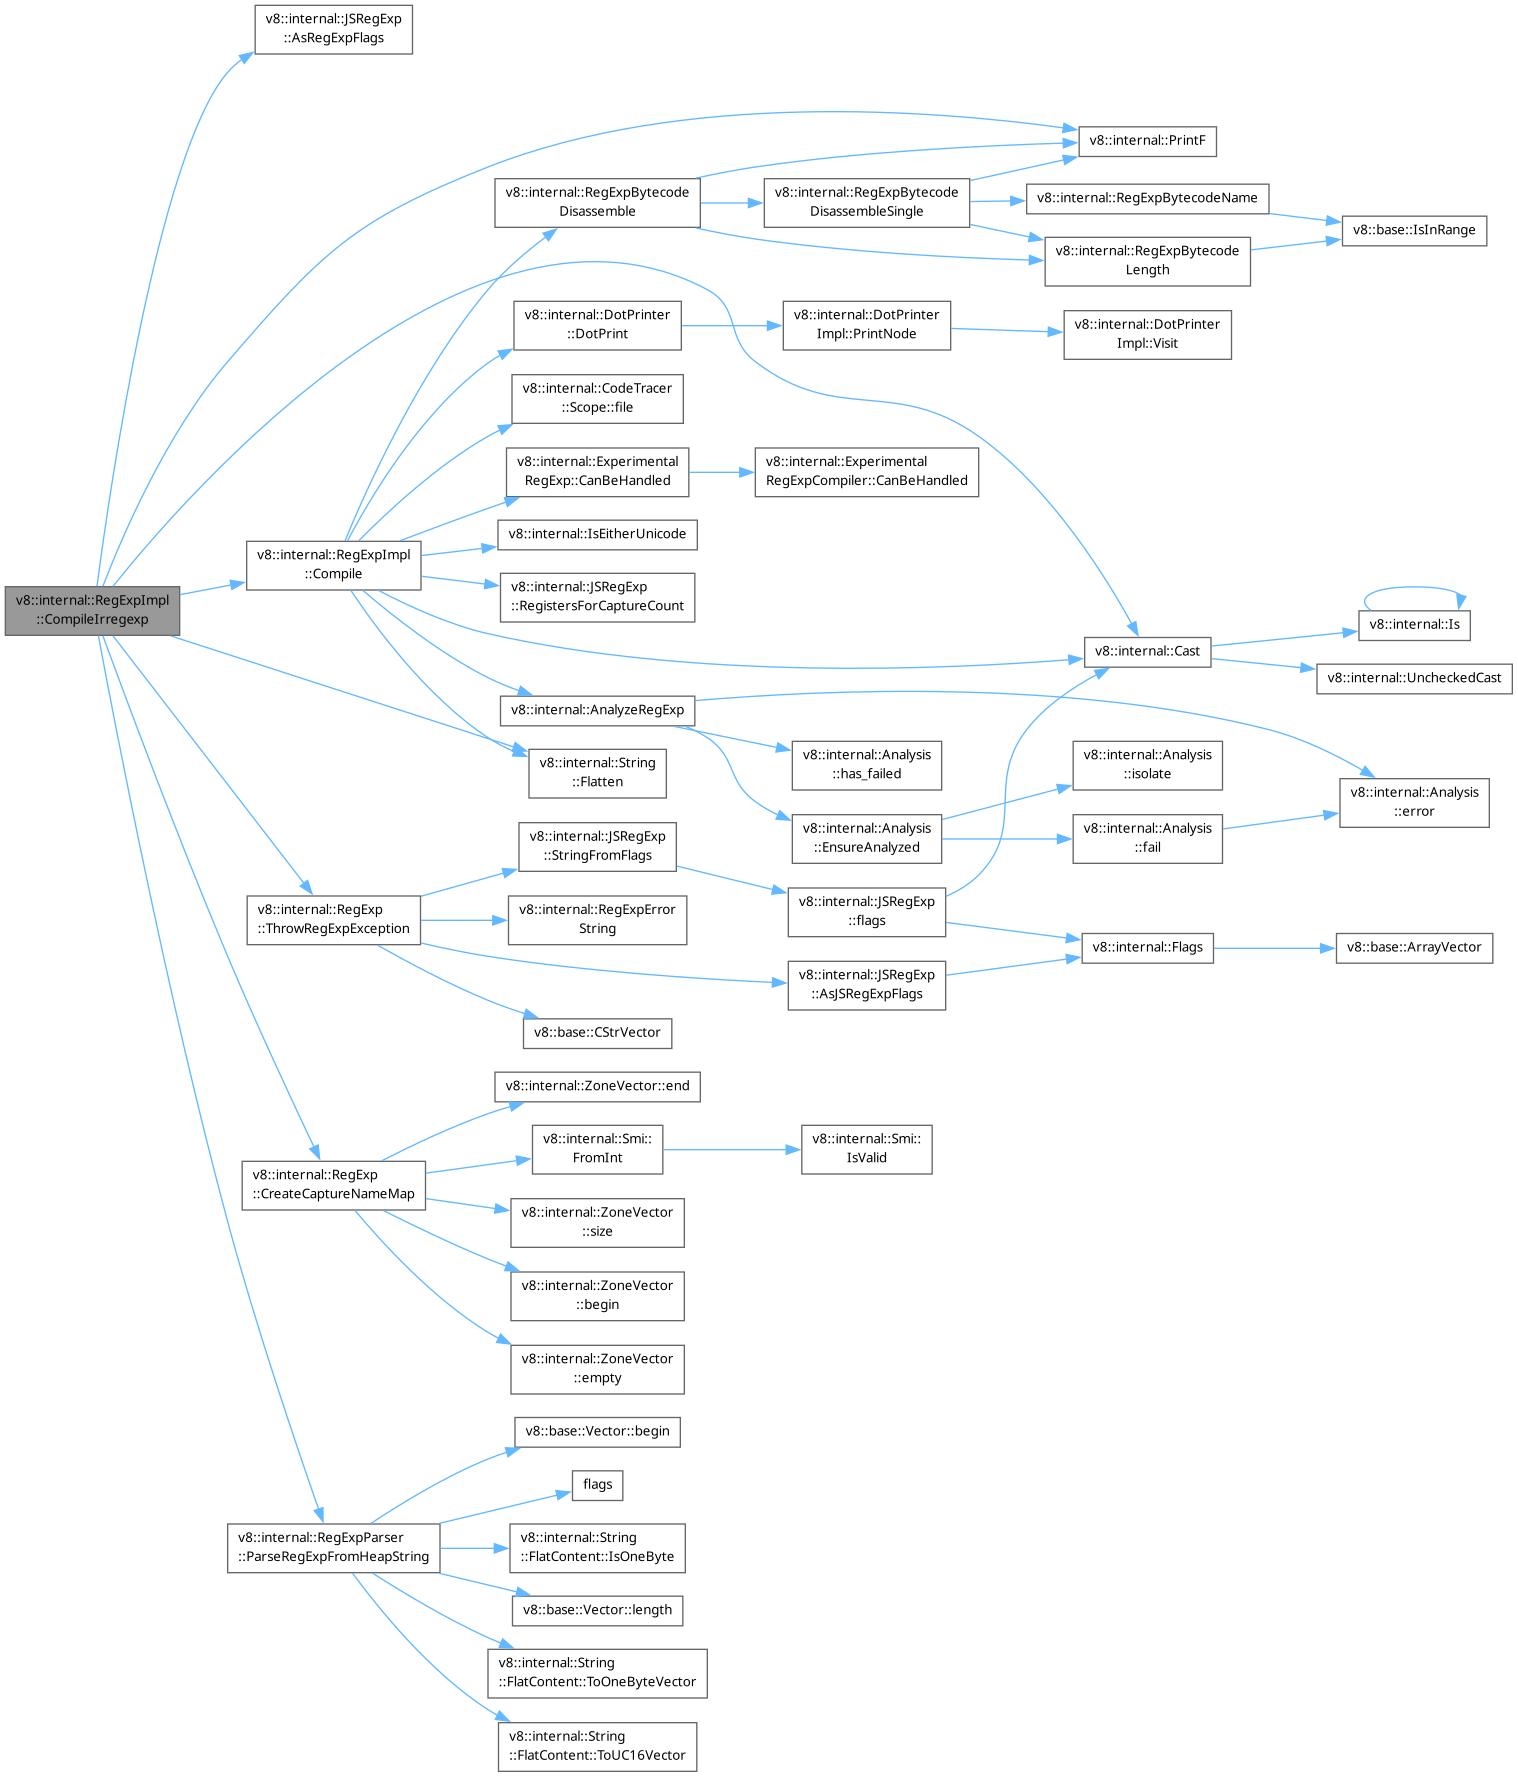 v8::internal::JSRegExp
::AsRegExpFlags
v8::internal::PrintF
v8::internal::RegExpBytecode
Disassemble
v8::internal::RegExpBytecode
DisassembleSingle
v8::internal::RegExpBytecodeName
v8::base::IsInRange
v8::internal::RegExpBytecode
Length
v8::internal::DotPrinter
::DotPrint
v8::internal::DotPrinter
Impl::PrintNode
v8::internal::DotPrinter
Impl::Visit
v8::internal::CodeTracer
::Scope::file
v8::internal::Experimental
RegExp::CanBeHandled
v8::internal::Experimental
RegExpCompiler::CanBeHandled
v8::internal::IsEitherUnicode
v8::internal::RegExpImpl
::Compile
v8::internal::JSRegExp
::RegistersForCaptureCount
v8::internal::RegExpImpl
::CompileIrregexp
v8::internal::Is
v8::internal::Cast
v8::internal::UncheckedCast
v8::internal::AnalyzeRegExp
v8::internal::String
::Flatten
v8::internal::Analysis
::has_failed
v8::internal::Analysis
::isolate
v8::internal::Analysis
::error
v8::internal::JSRegExp
::StringFromFlags
v8::internal::Analysis
::EnsureAnalyzed
v8::internal::Analysis
::fail
v8::internal::RegExp
::ThrowRegExpException
v8::internal::RegExpError
String
v8::internal::JSRegExp
::flags
v8::internal::Flags
v8::base::ArrayVector
v8::internal::JSRegExp
::AsJSRegExpFlags
v8::base::CStrVector
v8::internal::ZoneVector::end
v8::internal::Smi::
FromInt
v8::internal::Smi::
IsValid
v8::internal::RegExp
::CreateCaptureNameMap
v8::internal::ZoneVector
::size
v8::internal::ZoneVector
::begin
v8::internal::ZoneVector
::empty
v8::base::Vector::begin
flags
v8::internal::RegExpParser
::ParseRegExpFromHeapString
v8::internal::String
::FlatContent::IsOneByte
v8::base::Vector::length
v8::internal::String
::FlatContent::ToOneByteVector
v8::internal::String
::FlatContent::ToUC16Vector